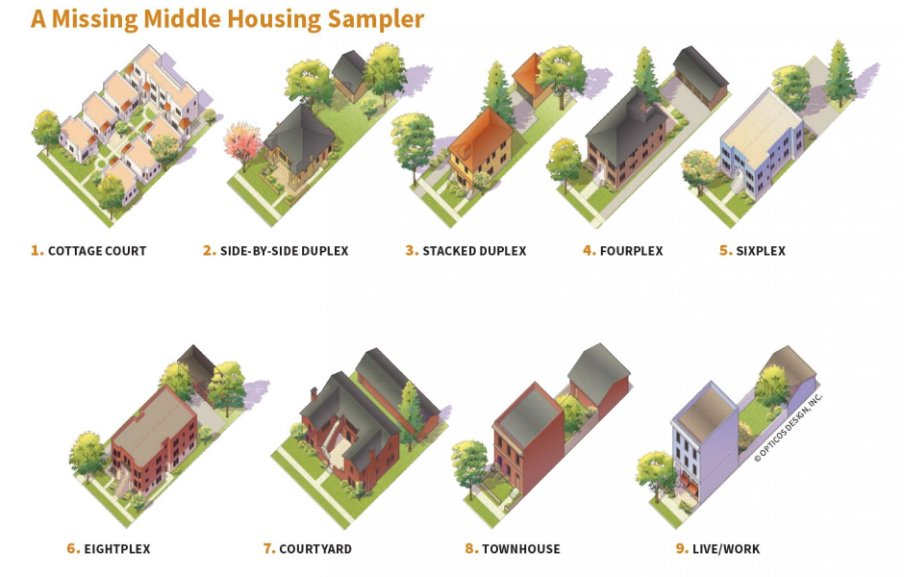 A Missing Middle Housing Sampler
1. COTTAGE COURT
2. SIDE-BY-SIDE DUPLEX
3. STACKED DUPLEX
4. FOURPLEX
5. SIXPLEX
© OPTICOS DESIGN, INC.
6. EIGHTPLEX
7. COURTYARD
8. TOWNHOUSE
9. LIVE/WORK